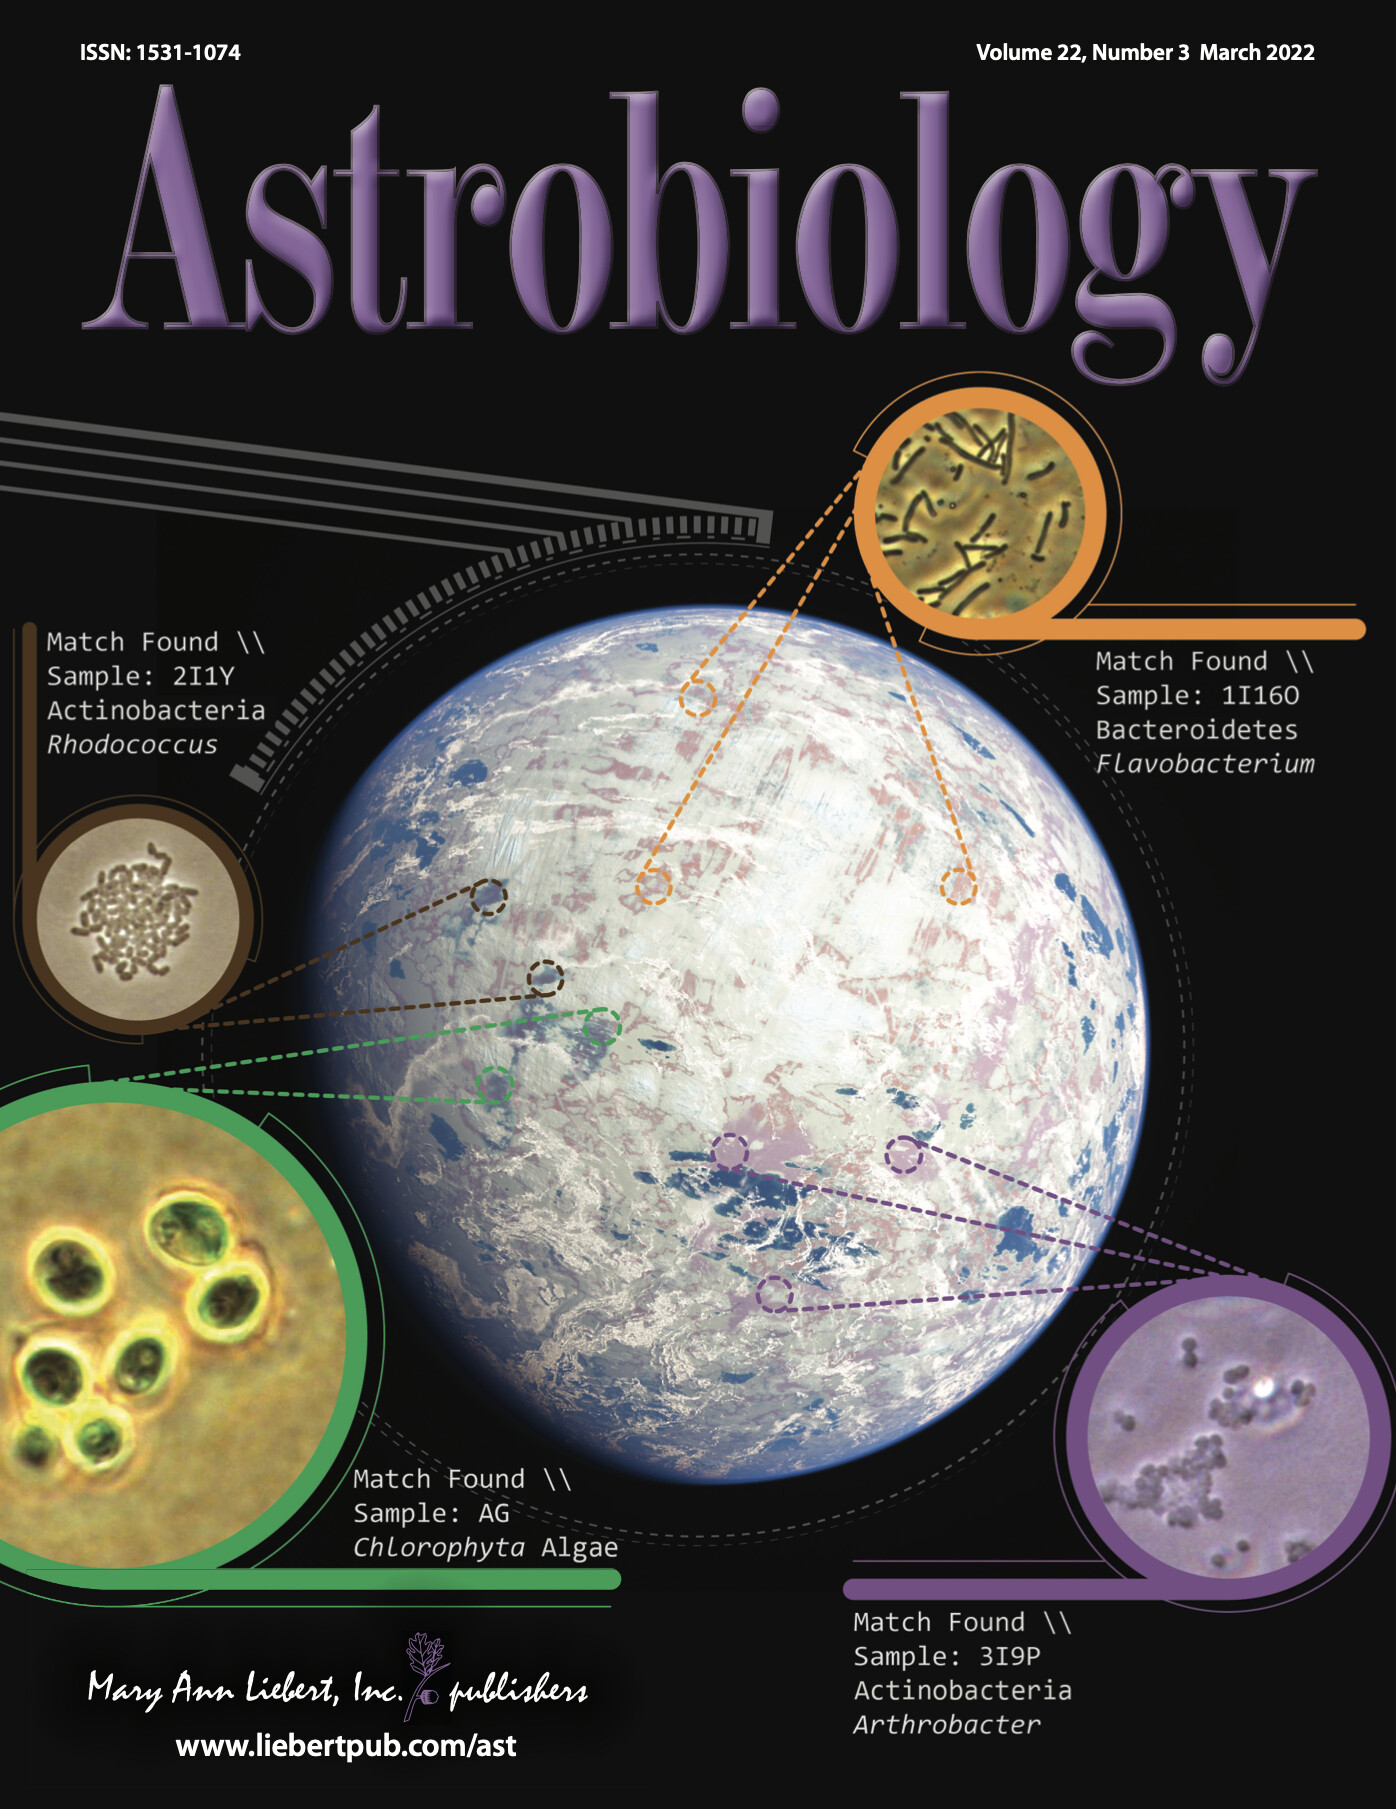 ISSN: 1531-1074
Volume 22, Number 3 March 2022
Astrobiology
Match Found \\
Sample: 2I1Y
Actinobacteria
Rhodococcus
Match Found \\
Sample: 1I16O
Bacteroidetes
Flavobacterium
Match Found \\
Sample: AG
Chlorophyta Algae
Match Found \\
Sample: 3I9P
Actinobacteria
Arthrobacter
Mary Ann Liebert, Inc. publishers
www.liebertpub.com/ast